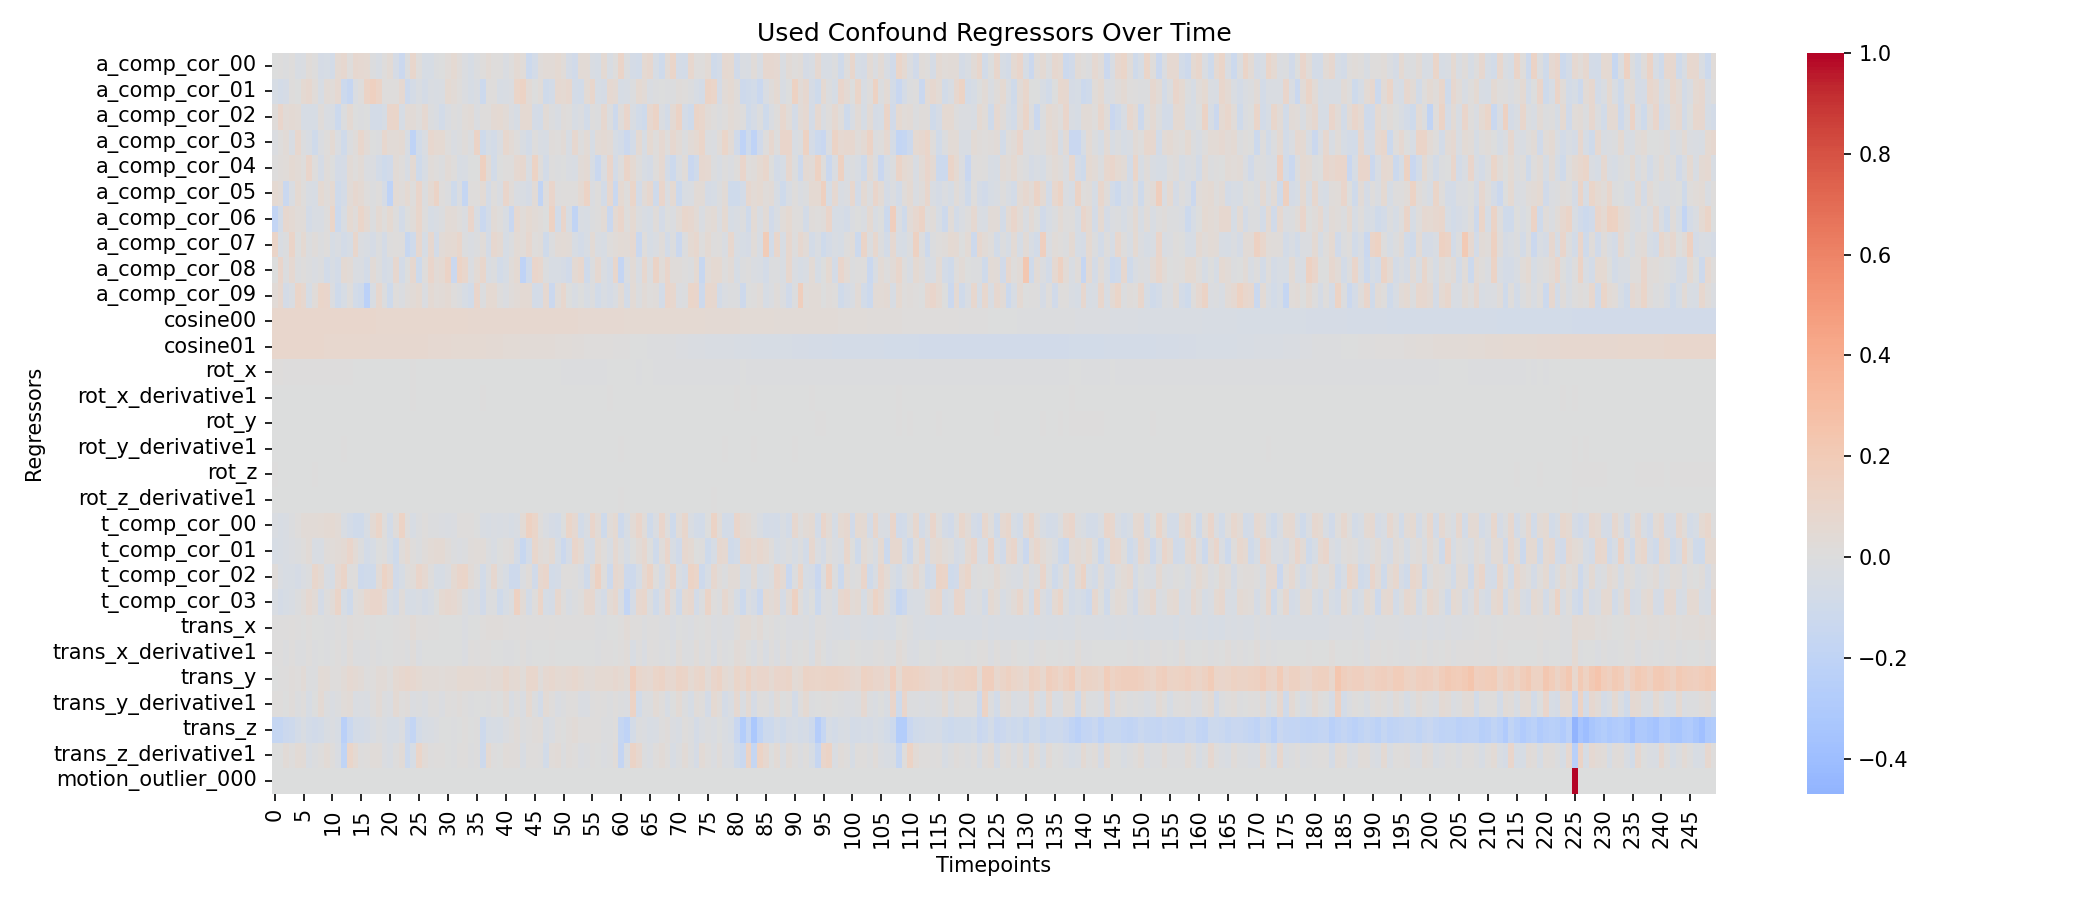 Used Confound Regressors Over Time
a_comp_cor_00
a_comp_cor_01
a_comp_cor_02
a_comp_cor_03
a_comp_cor_04
a_comp_cor_05
a_comp_cor_06
a_comp_cor_07
a_comp_cor_08
a_comp_cor_09
cosine00
cosine01
rot_x
rot_x_derivative1
rot_y
rot_y_derivative1
rot_z
rot_z_derivative1
t_comp_cor_00
t_comp_cor_01
t_comp_cor_02
t_comp_cor_03
trans_x
trans_x_derivative1
trans_y
trans_y_derivative1
trans_z
trans_z_derivative1
motion_outlier_000
Regressors
0 5 10 15 20 25 30 35 40 45 50 55 60 65 70 75 80 85 90 95 100 105 110 115 120 125 130 135 140 145 150 155 160 165 170 175 180 185 190 195 200 205 210 215 220 225 230 235 240 245
Timepoints
1.0
0.8
0.6
0.4
0.2
0.0
−0.2
−0.4